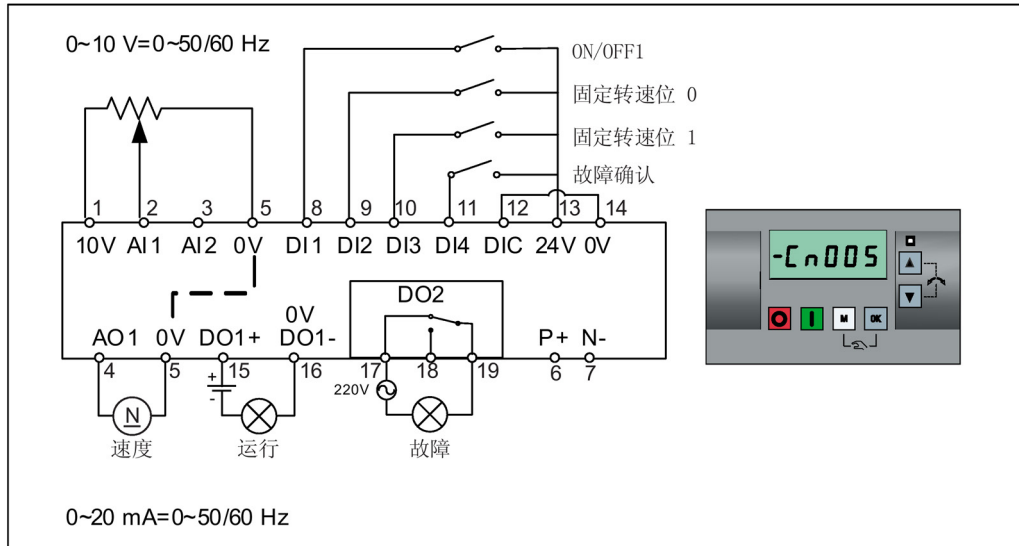 0~10 V=0~50/60 Hz
ON/OFF1
固定转速位 0
固定转速位 1
故障确认
1 2 3 5 8 9 10 11 12 13 14
10V AI1 AI2 0V DI1 DI2 DI3 DI4 DIC 24V 0V
-Cn005
DO2
0V
AO1 0V DO1+ DO1- P+ N-
M OK
4 5 15 16 17 18 19 6 7
+
-
220V
N
速度 运行 故障
0~20 mA=0~50/60 Hz